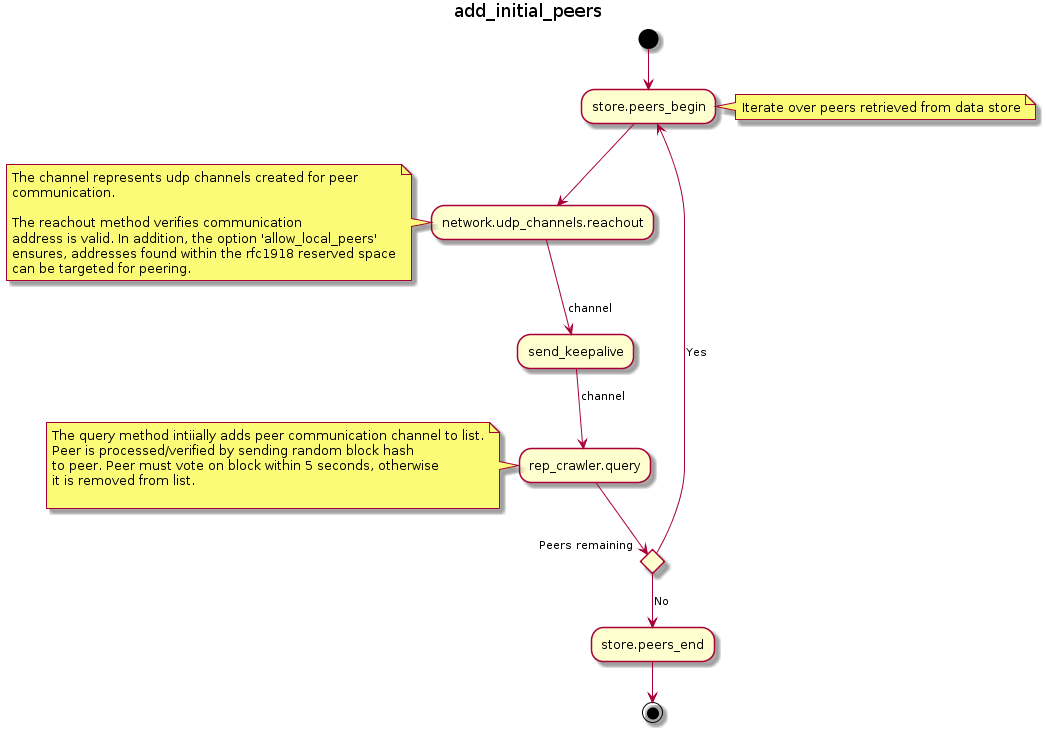 add_initial_peers
store.peers_begin
Iterate over peers retrieved from data store
The channel represents udp channels created for peer
communication.
The reachout method verifies communication
address is valid. In addition, the option 'allow_local_peers'
ensures, addresses found within the rfc1918 reserved space
can be targeted for peering.
network.udp_channels.reachout
channel
send_keepalive
Yes
channel
The query method intiially adds peer communication channel to list.
Peer is processed/verified by sending random block hash
to peer. Peer must vote on block within 5 seconds, otherwise
it is removed from list.
rep_crawler.query
Peers remaining
No
store.peers_end